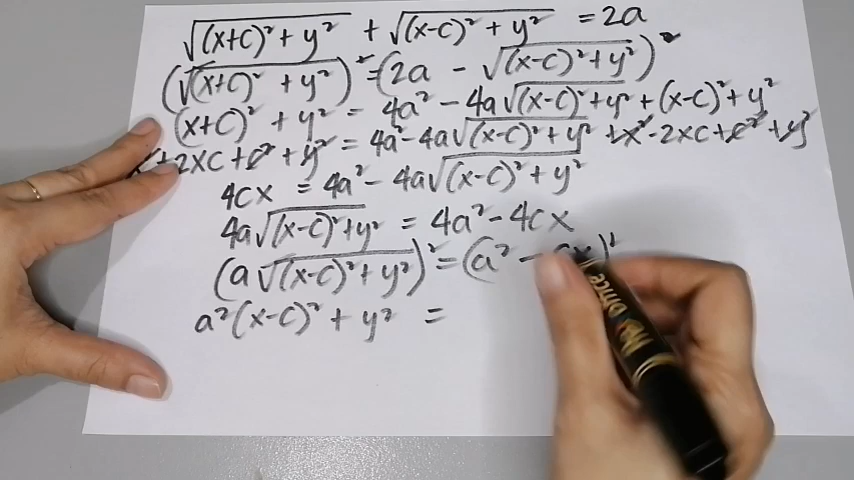 √(x+c)² + y² + √(x-c)² + y² = 2a
(√(x+c)² + y²)² = (2a - √(x-c)² + y²)²
(x+c)² + y² = 4a² - 4a√(x-c)² + y² + (x-c)² + y²
+ 2xc + c² + y² = 4a² - 4a√(x-c)² + y² + x² - 2xc + c² + y²
4cx = 4a² - 4a√(x-c)² + y²
4a√(x-c)² + y² = 4a² - 4cx
(a√(x-c)² + y²)² = (a² - cx)²
a²(x-c)² + y² =